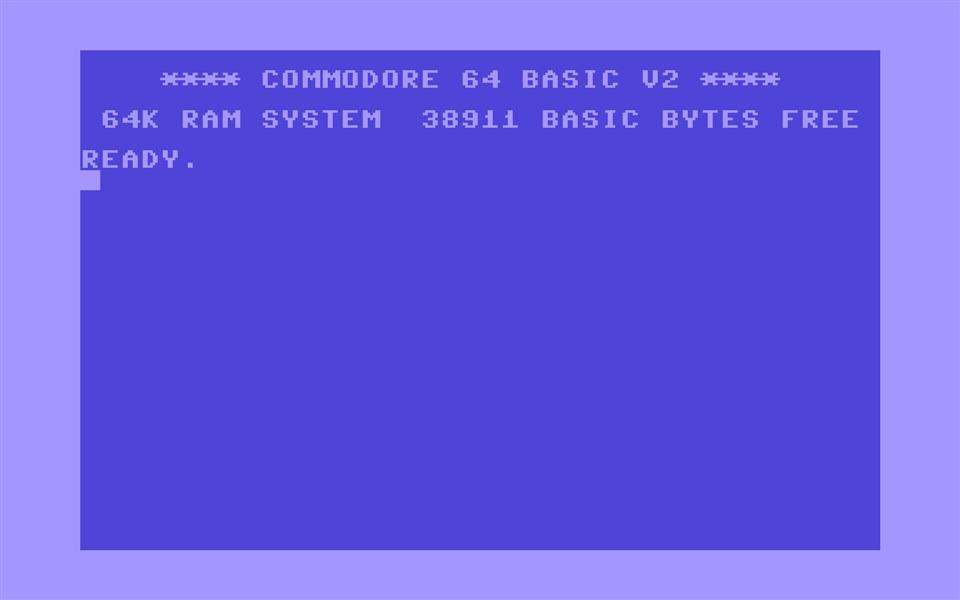 **** COMMODORE 64 BASIC V2 ****
64K RAM SYSTEM  38911 BASIC BYTES FREE
READY.